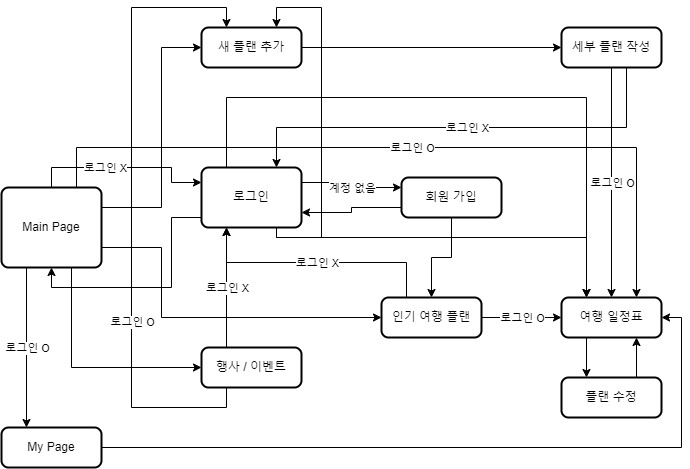 새 플랜 추가
세부 플랜 작성
로그인 X
로그인 O
로그인 X
로그인 O
로그인
계정 없음
회원 가입
Main Page
로그인 X
로그인 X
로그인 O
인기 여행 플랜
로그인 O
여행 일정표
로그인 O
행사 / 이벤트
플랜 수정
My Page